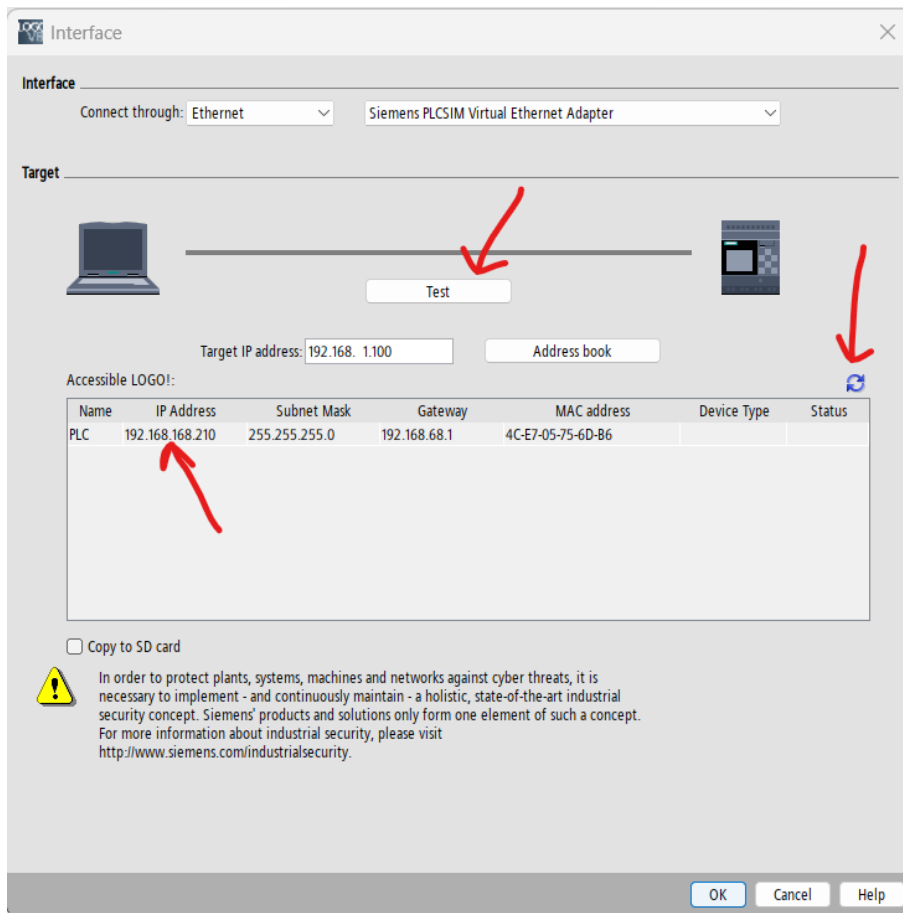 Interface
Interface
Connect through: Ethernet Siemens PLCSIM Virtual Ethernet Adapter
Target
Test
Target IP address: 192.168. 1.100 Address book
Accessible LOGO!:
Name IP Address Subnet Mask Gateway MAC address Device Type Status
PLC 192.168.168.210 255.255.255.0 192.168.68.1 4C-E7-05-75-6D-B6
Copy to SD card
In order to protect plants, systems, machines and networks against cyber threats, it is
necessary to implement - and continuously maintain - a holistic, state-of-the-art industrial
security concept. Siemens' products and solutions only form one element of such a concept.
For more information about industrial security, please visit
http://www.siemens.com/industrialsecurity.
OK Cancel Help